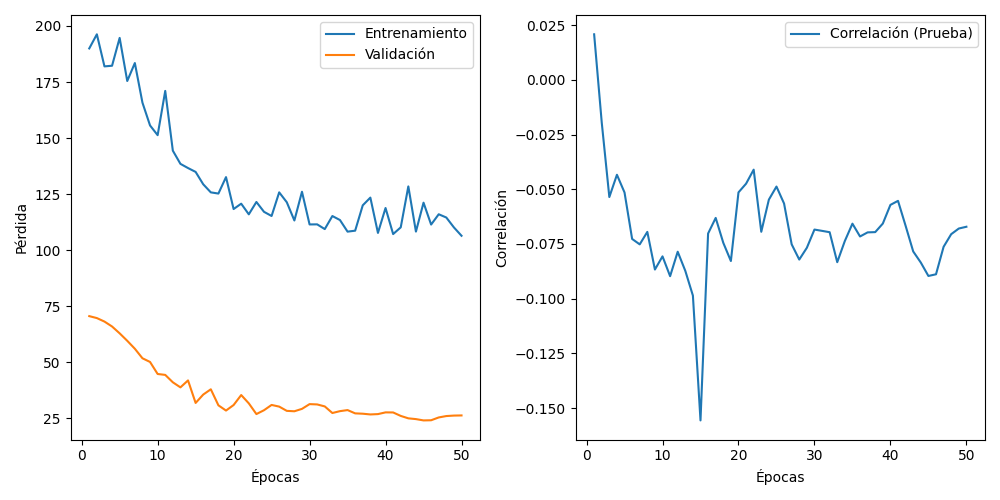 200
175
150
125
100
75
50
25
Pérdida
0 10 20 30 40 50
Épocas
Entrenamiento
Validación
0.025
0.000
−0.025
−0.050
−0.075
−0.100
−0.125
−0.150
Correlación
0 10 20 30 40 50
Épocas
Correlación (Prueba)